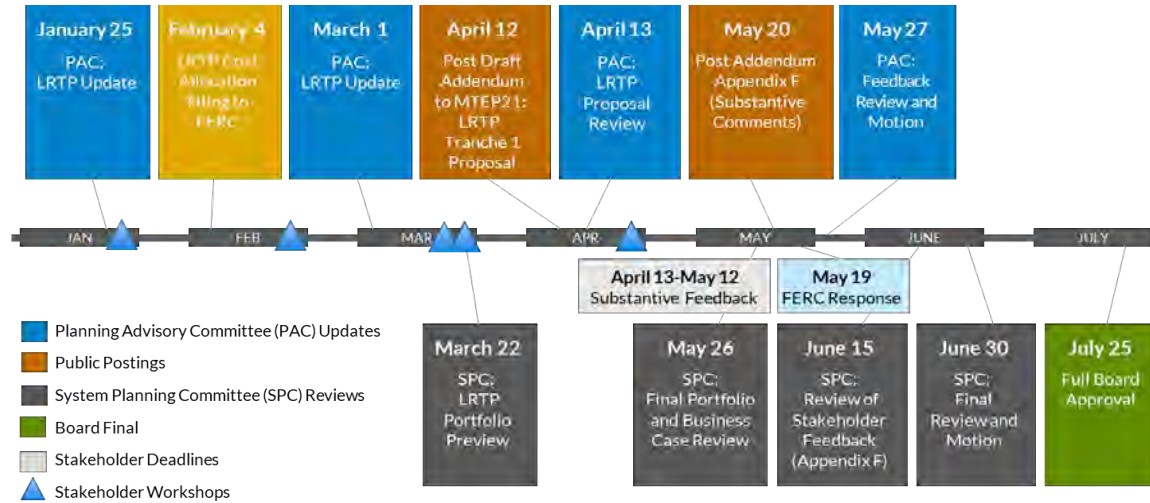 January 25
PAC:
LRTP Update
February 4
LRTP Cost
Allocation
Filing to
FERC
March 1
PAC:
LRTP Update
April 12
Post Draft
Addendum
to MTEP21:
LRTP
Tranche 1
Proposal
April 13
PAC:
LRTP
Proposal
Review
May 20
Post Addendum
Appendix F
(Substantive
Comments)
May 27
PAC:
Feedback
Review and
Motion
JAN
FEB
MAR
APR
MAY
JUNE
JULY
April 13-May 12
Substantive Feedback
May 19
FERC Response
Planning Advisory Committee (PAC) Updates
Public Postings
System Planning Committee (SPC) Reviews
Board Final
Stakeholder Deadlines
Stakeholder Workshops
March 22
SPC:
LRTP
Portfolio
Preview
May 26
SPC:
Final Portfolio
and Business
Case Review
June 15
SPC:
Review of
Stakeholder
Feedback
(Appendix F)
June 30
SPC:
Final
Review and
Motion
July 25
Full Board
Approval